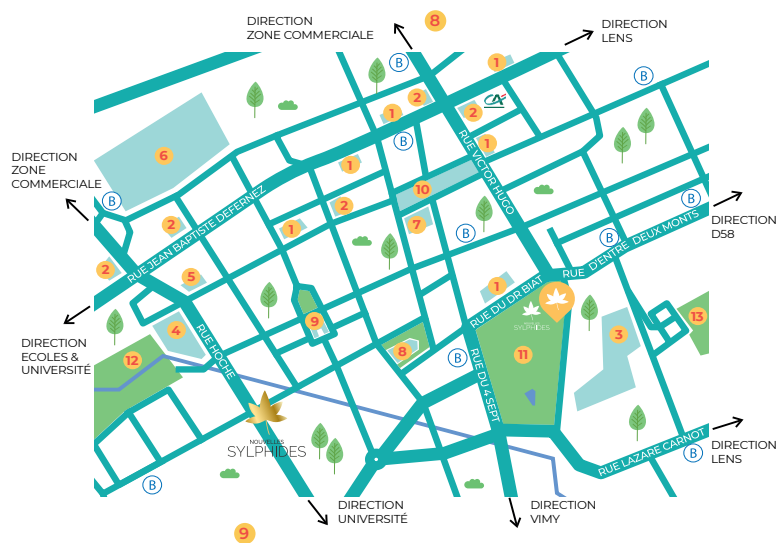 DIRECTION
ZONE COMMERCIALE
8
DIRECTION
LENS
B
1
B
2
1
2
CA
B
1
6
1
RUE VICTOR HUGO
DIRECTION
ZONE
COMMERCIALE
B
10
RUE JEAN BAPTISTE DEFERNEZ
2
2
7
B
1
B
DIRECTION
D58
B
RUE D'ENTRE DEUX MONTS
2
5
1
RUE DU DR BIAT
SYLPHIDES
9
4
RUE HOCHE
3
13
DIRECTION
ECOLES &
UNIVERSITÉ
12
8
B
11
RUE DU 4 SEPT
NOUVELLES
SYLPHIDES
RUE LAZARE CARNOT
DIRECTION
LENS
B
B
DIRECTION
UNIVERSITÉ
DIRECTION
VIMY
9